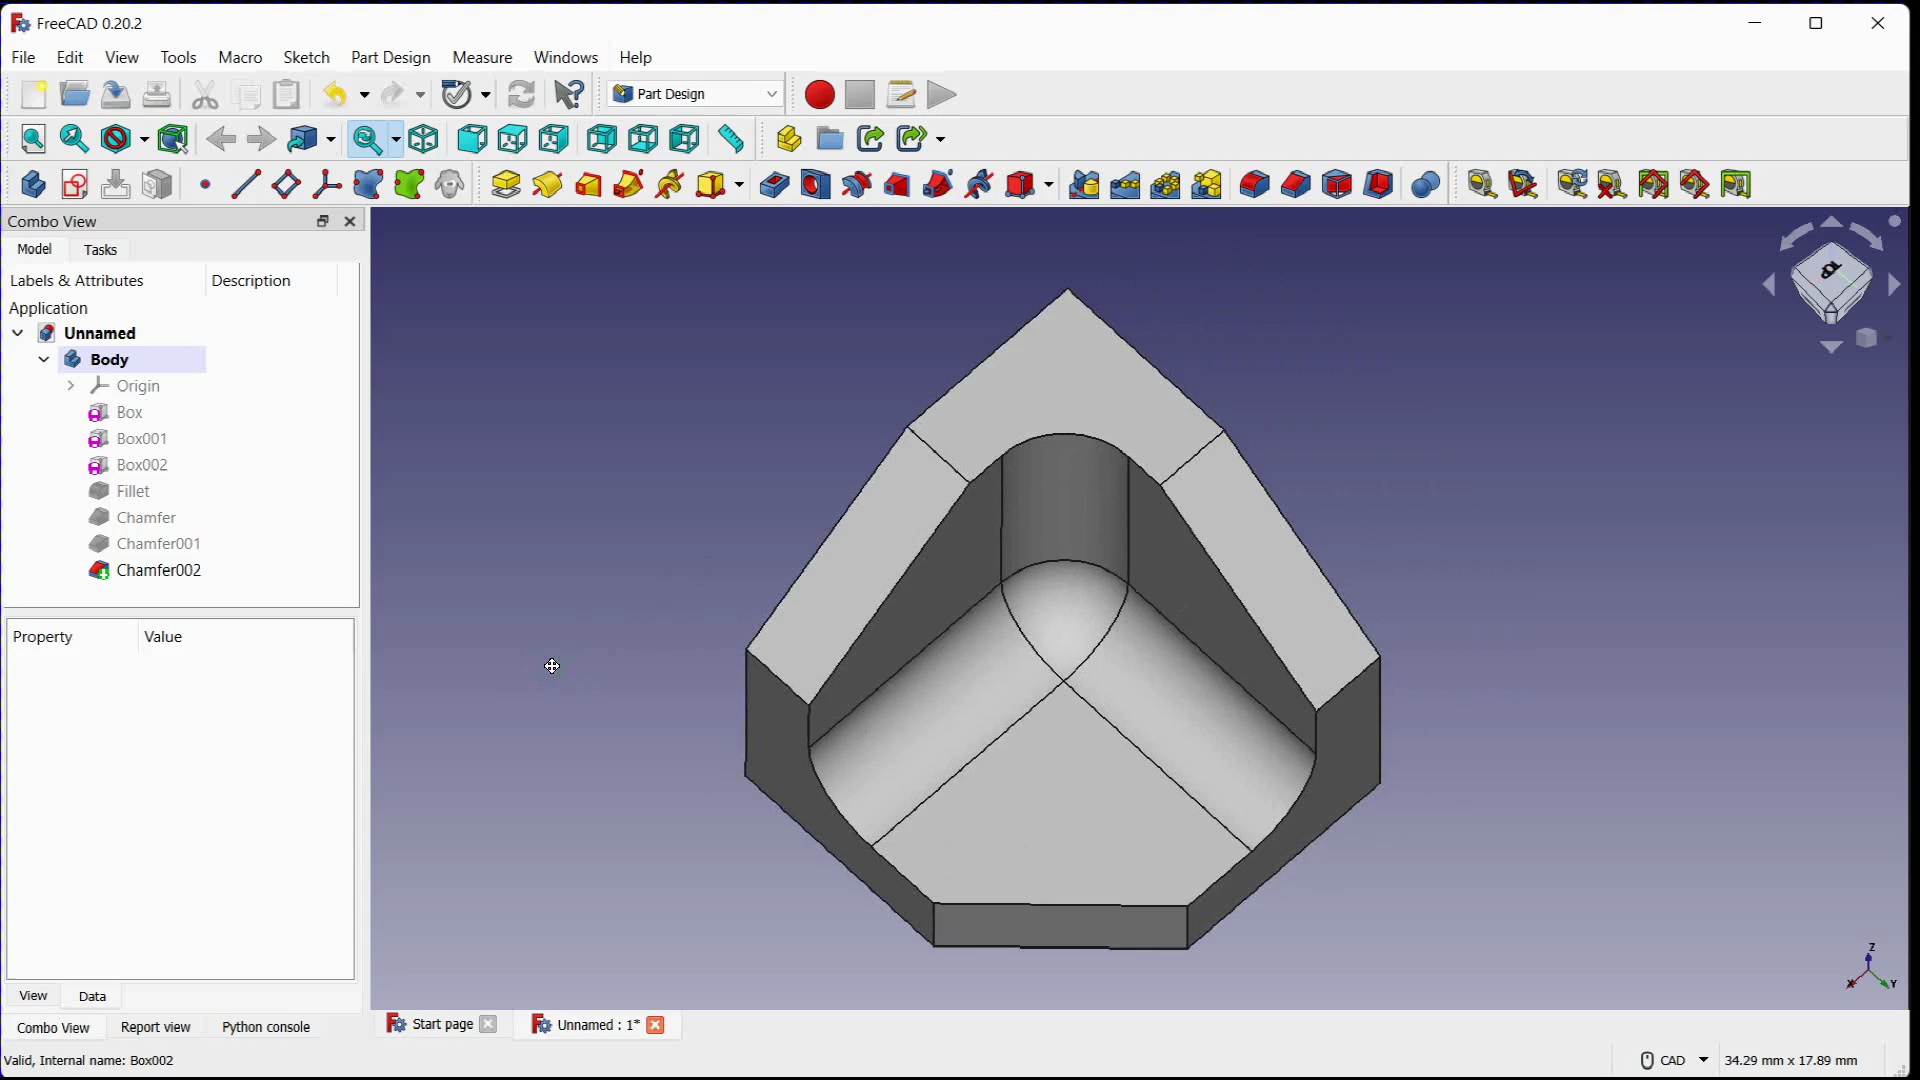 FreeCAD 0.20.2
File Edit View Tools Macro Sketch Part Design Measure Windows Help
Part Design
Combo View
Model Tasks
Labels & Attributes Description
Application
Unnamed
Body
Origin
Box
Box001
Box002
Fillet
Chamfer
Chamfer001
Chamfer002
Property Value
View Data
Combo View Report view Python console
Start page Unnamed : 1*
Z
X Y
Valid, Internal name: Box002
CAD 34.29 mm x 17.89 mm